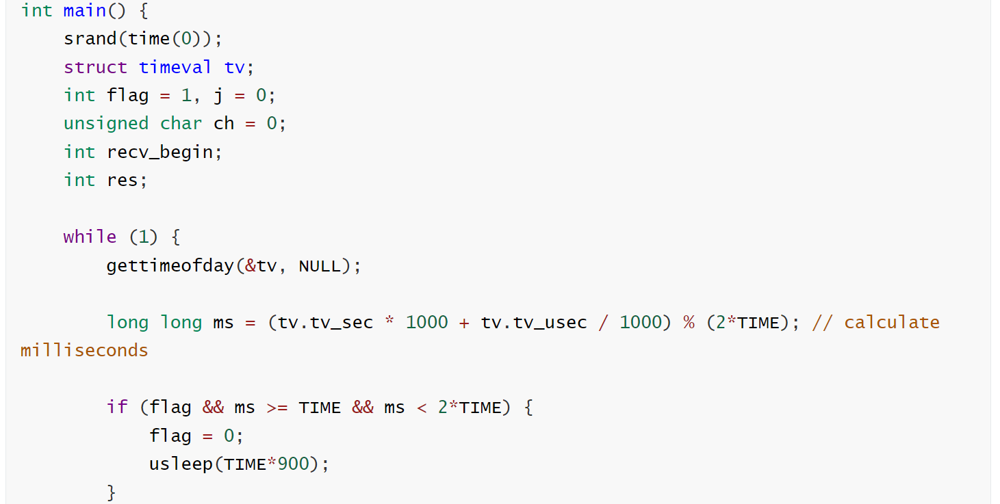 int main() {
    srand(time(0));
    struct timeval tv;
    int flag = 1, j = 0;
    unsigned char ch = 0;
    int recv_begin;
    int res;
    while (1) {
        gettimeofday(&tv, NULL);
        long long ms = (tv.tv_sec * 1000 + tv.tv_usec / 1000) % (2*TIME); // calculate
milliseconds
        if (flag && ms >= TIME && ms < 2*TIME) {
            flag = 0;
            usleep(TIME*900);
        }